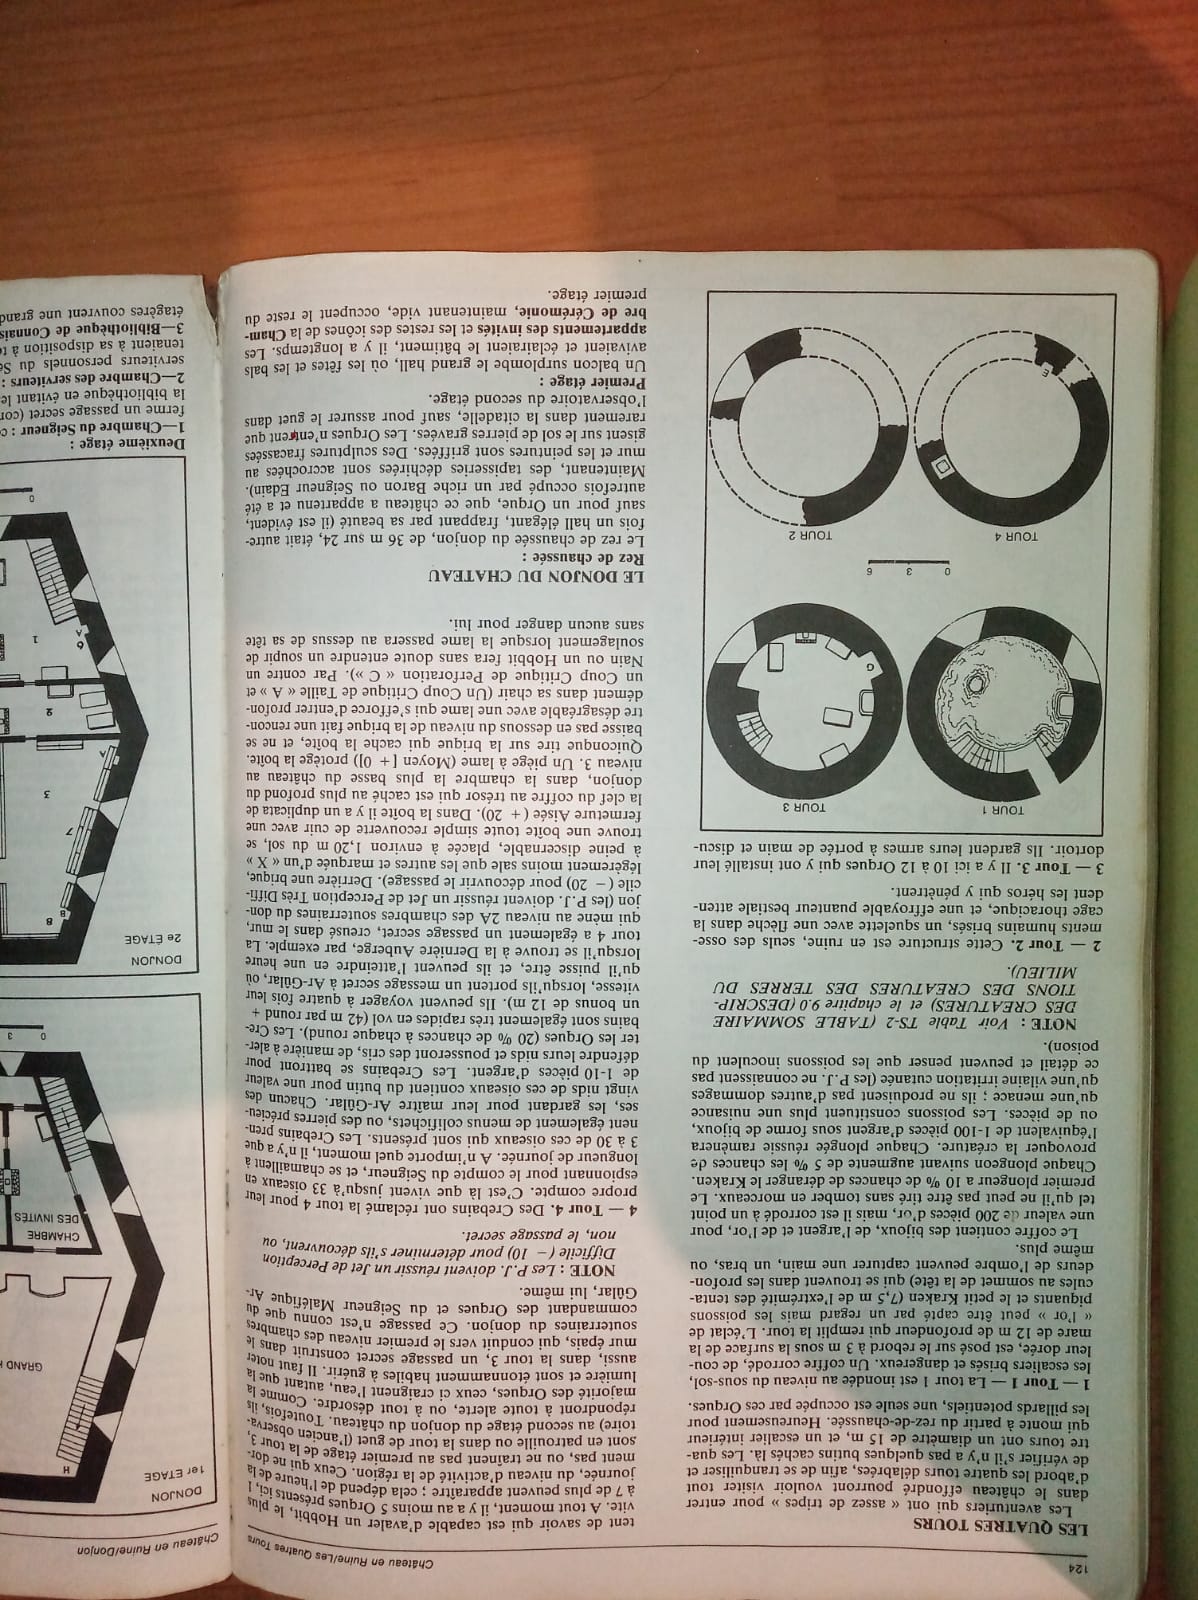 124
Château en Ruine/Les Quatres Tours
LES QUATRES TOURS
Les aventuriers qui ont « assez de tripes » pour entrer
dans le château effondré pourront vouloir visiter tout
d'abord les quatre tours délabrées, afin de se tranquiliser et
de vérifier s'il n'y a pas quelques butins cachés là. Les qua-
tre tours ont un diamètre de 15 m, et un escalier intérieur
qui monte à partir du rez-de-chaussée. Heureusement pour
les pillards potentiels, une seule est occupée par ces Orques.
1 — Tour 1 — La tour 1 est inondée au niveau du sous-sol,
les escaliers brisés et dangereux. Un coffre corrodé, de cou-
leur dorée, est posé sur le rebord à 3 m sous la surface de la
mare de 12 m de profondeur qui remplit la tour. L'éclat de
« l'or » peut être capté par un regard mais les poissons
piquants et le petit Kraken (7,5 m de l'extrémité des tenta-
cules au sommet de la tête) qui se trouvent dans les profon-
deurs de l'ombre peuvent capturer une main, un bras, ou
même plus.
Le coffre contient des bijoux, de l'argent et de l'or, pour
une valeur de 200 pièces d'or, mais il est corrodé à un point
tel qu'il ne peut pas être tiré sans tomber en morceaux. Le
premier plongeur a 10 % de chances de déranger le Kraken.
Chaque plongeon suivant augmente de 5 % les chances de
provoquer la créature. Chaque plongée réussie ramènera
l'équivalent de 1-100 pièces d'argent sous forme de bijoux,
ou de pièces. Les poissons constituent plus une nuisance
qu'une menace ; ils ne produisent pas d'autres dommages
qu'une vilaine irritation cutanée (les P.J. ne connaissent pas
ce détail et peuvent penser que les poissons inoculent du
poison).
NOTE : Voir Table TS-2 (TABLE SOMMAIRE
DES CREATURES) et le chapitre 9.0 (DESCRIP-
TIONS DES CREATURES DES TERRES DU
MILIEU).
2 — Tour 2. Cette structure est en ruine, seuls des osse-
ments humains brisés, un squelette avec une flèche dans la
cage thoracique, et une effroyable puanteur bestiale atten-
dent les héros qui y pénètrent.
3 — Tour 3. Il y a ici 10 à 12 Orques qui y ont installé leur
dortoir. Ils gardent leurs armes à portée de main et discu-
TOUR 1
TOUR 3
G
0 3 6
TOUR 4
TOUR 2
E
tent de savoir qui est capable d'avaler un Hobbit, le plus
vite. A tout moment, il y a au moins 5 Orques présents ici, 1
à 7 de plus peuvent apparaître ; cela dépend de l'heure de la
journée, du niveau d'activité de la région. Ceux qui ne dor-
ment pas, ou ne traînent pas au premier étage de la tour 3,
sont en patrouille ou dans la tour de guet (l'ancien observa-
toire) au second étage du donjon du château. Toutefois, ils
répondront à toute alerte, ou à tout désordre. Comme la
majorité des Orques, ceux ci craignent l'eau, autant que la
lumière et sont étonnamment habiles à guérir. Il faut noter
aussi, dans la tour 3, un passage secret construit dans le
mur épais, qui conduit vers le premier niveau des chambres
souterraines du donjon. Ce passage n'est connu que du
commandant des Orques et du Seigneur Maléfique Ar-
Gûlar, lui même.
NOTE : Les P.J. doivent réussir un Jet de Perception
Difficile (− 10) pour déterminer s'ils découvrent, ou
non, le passage secret.
4 — Tour 4. Des Crebains ont réclamé la tour 4 pour leur
propre compte. C'est là que vivent jusqu'à 33 oiseaux en
espionnant pour le compte du Seigneur, et se chamaillent à
longueur de journée. A n'importe quel moment, il n'y a que
3 à 30 de ces oiseaux qui sont présents. Les Crebains pren-
nent également de menus colifichets, ou des pierres précieu-
ses, les gardant pour leur maître Ar-Gûlar. Chacun des
vingt nids de ces oiseaux contient du butin pour une valeur
de 1-10 pièces d'argent. Les Crebains se battront pour
défendre leurs nids et pousseront des cris, de manière à aler-
ter les Orques (20 % de chances à chaque round). Les Cre-
bains sont également très rapides en vol (42 m par round +
un bonus de 12 m). Ils peuvent voyager à quatre fois leur
vitesse, lorsqu'ils portent un message secret à Ar-Gûlar, où
qu'il puisse être, et ils peuvent l'atteindre en une heure
lorsqu'il se trouve à la Dernière Auberge, par exemple. La
tour 4 a également un passage secret, creusé dans le mur,
qui mène au niveau 2A des chambres souterraines du don-
jon (les P.J. doivent réussir un Jet de Perception Très Diffi-
cile (− 20) pour découvrir le passage). Derrière une brique,
légèrement moins sale que les autres et marquée d'un « X »
à peine discernable, placée à environ 1,20 m du sol, se
trouve une boîte toute simple recouverte de cuir avec une
fermeture Aisée (+ 20). Dans la boîte il y a un duplicata de
la clef du coffre au trésor qui est caché au plus profond du
donjon, dans la chambre la plus basse du château au
niveau 3. Un piège à lame (Moyen [+ 0]) protège la boîte.
Quiconque tire sur la brique qui cache la boîte, et ne se
baisse pas en dessous du niveau de la brique fait une rencon-
tre désagréable avec une lame qui s'efforce d'entrer profon-
dément dans sa chair (Un Coup Critique de Taille « A » et
un Coup Critique de Perforation « C »). Par contre un
Nain ou un Hobbit fera sans doute entendre un soupir de
soulagement lorsque la lame passera au dessus de sa tête
sans aucun danger pour lui.
LE DONJON DU CHATEAU
Rez de chaussée :
Le rez de chaussée du donjon, de 36 m sur 24, était autre-
fois un hall élégant, frappant par sa beauté (il est évident,
sauf pour un Orque, que ce château a appartenu et a été
autrefois occupé par un riche Baron ou Seigneur Edain).
Maintenant, des tapisseries déchirées sont accrochées au
mur et les peintures sont griffées. Des sculptures fracassées
gisent sur le sol de pierres gravées. Les Orques n'entrent que
rarement dans la citadelle, sauf pour assurer le guet dans
l'observatoire du second étage.
Premier étage :
Un balcon surplombe le grand hall, où les fêtes et les bals
avivaient et éclairaient le bâtiment, il y a longtemps. Les
appartements des invités et les restes des icônes de la Cham-
bre de Cérémonie, maintenant vide, occupent le reste du
premier étage.
Château en Ruine/Donjon
DONJON
1er ETAGE
H
GRAND
CHAMBRE
DES INVITÉS
0 3
DONJON
2e ETAGE
8
B
7
3
A
2
1
6
A
0
Deuxième étage :
1—Chambre du Seigneur :
ferme un passage secret
la bibliothèque en évitant
2—Chambre des serviteurs :
serviteurs personnels du
tenaient à sa disposition à
3—Bibliothèque de
étagères couvrent une